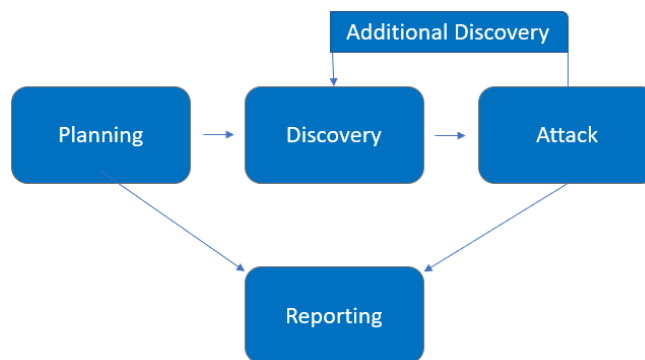 Additional Discovery
Planning
Discovery
Attack
Reporting